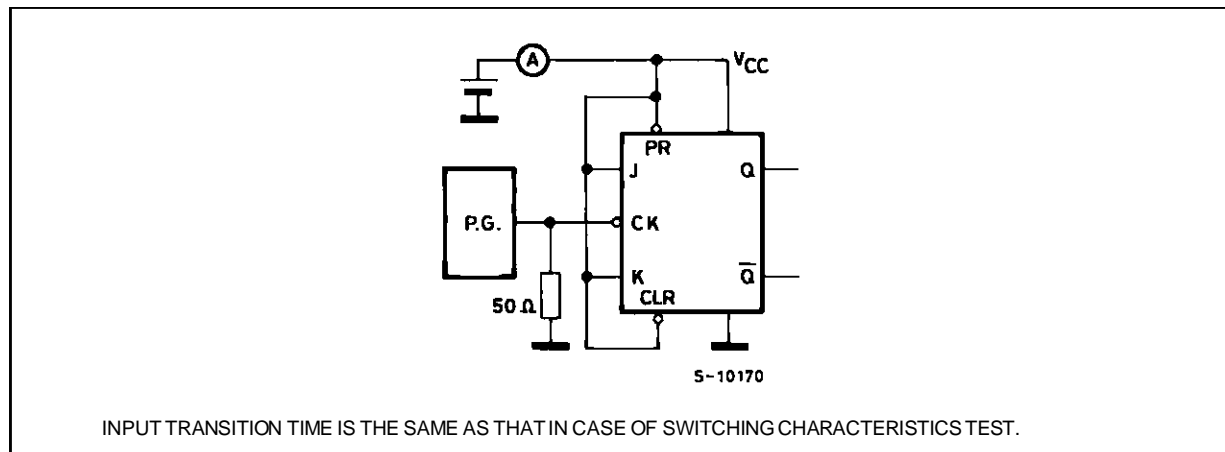 A
VCC
PR
J
Q
P.G.
CK
K
Q̅
CLR
50 Ω
S-10170
INPUT TRANSITION TIME IS THE SAME AS THAT IN CASE OF SWITCHING CHARACTERISTICS TEST.